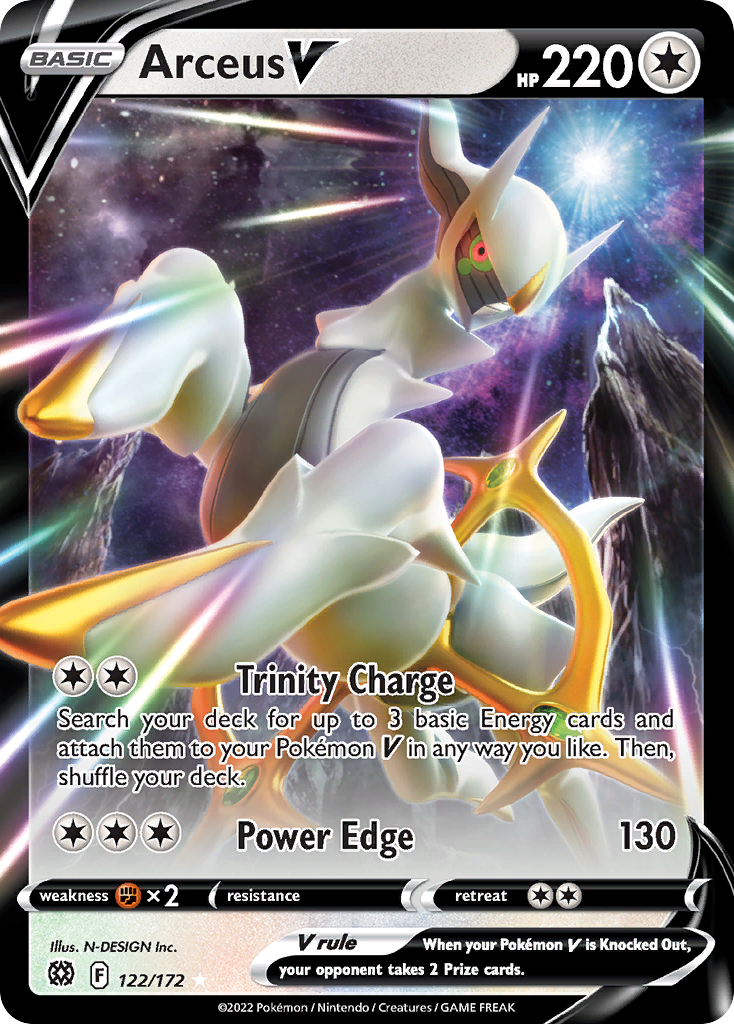 BASIC Arceus V HP 220
Trinity Charge
Search your deck for up to 3 basic Energy cards and
attach them to your Pokémon V in any way you like. Then,
shuffle your deck.
Power Edge 130
weakness ×2 resistance retreat
Illus. N-DESIGN Inc.
V rule When your Pokémon V is Knocked Out,
your opponent takes 2 Prize cards.
F 122/172
©2022 Pokémon / Nintendo / Creatures / GAME FREAK